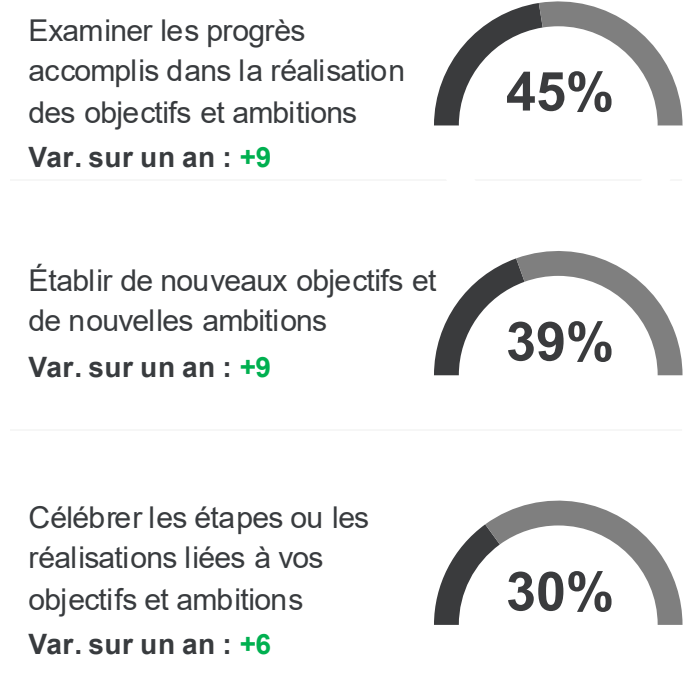 Examiner les progrès
accomplis dans la réalisation
des objectifs et ambitions
Var. sur un an : +9
45%
Établir de nouveaux objectifs et
de nouvelles ambitions
Var. sur un an : +9
39%
Célébrer les étapes ou les
réalisations liées à vos
objectifs et ambitions
Var. sur un an : +6
30%